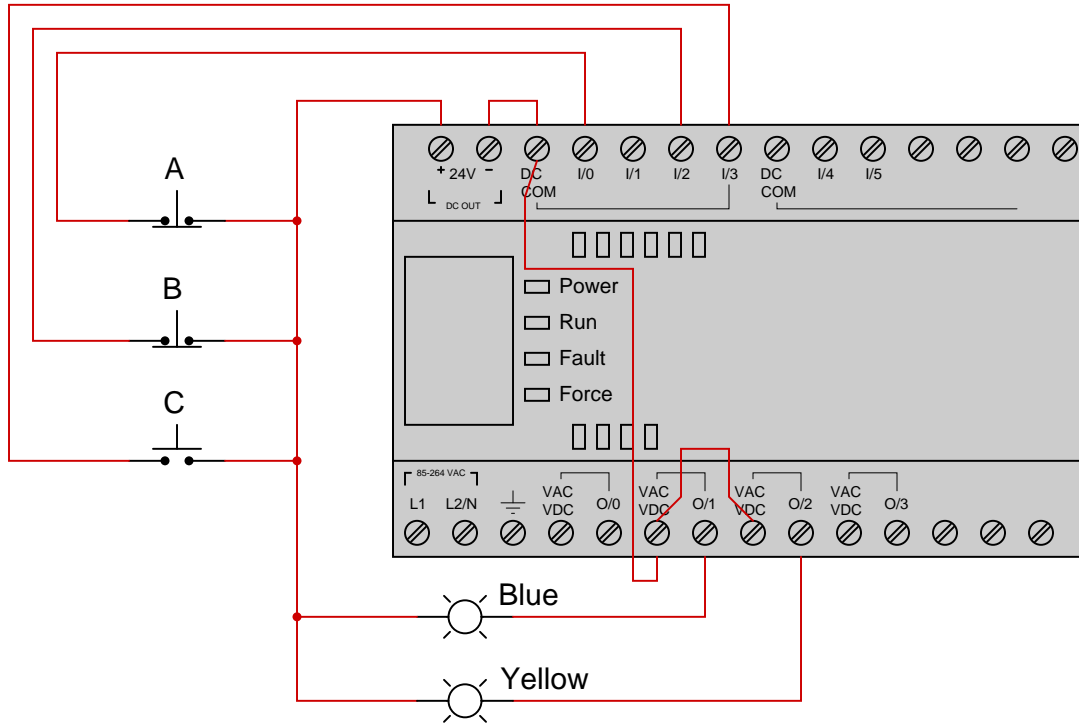 A
B
C
+ 24V -
DC OUT
DC COM
I/0
I/1
I/2
I/3
DC COM
I/4
I/5
Power
Run
Fault
Force
85-264 VAC
L1
L2/N
VAC VDC
O/0
VAC VDC
O/1
VAC VDC
O/2
VAC VDC
O/3
Blue
Yellow